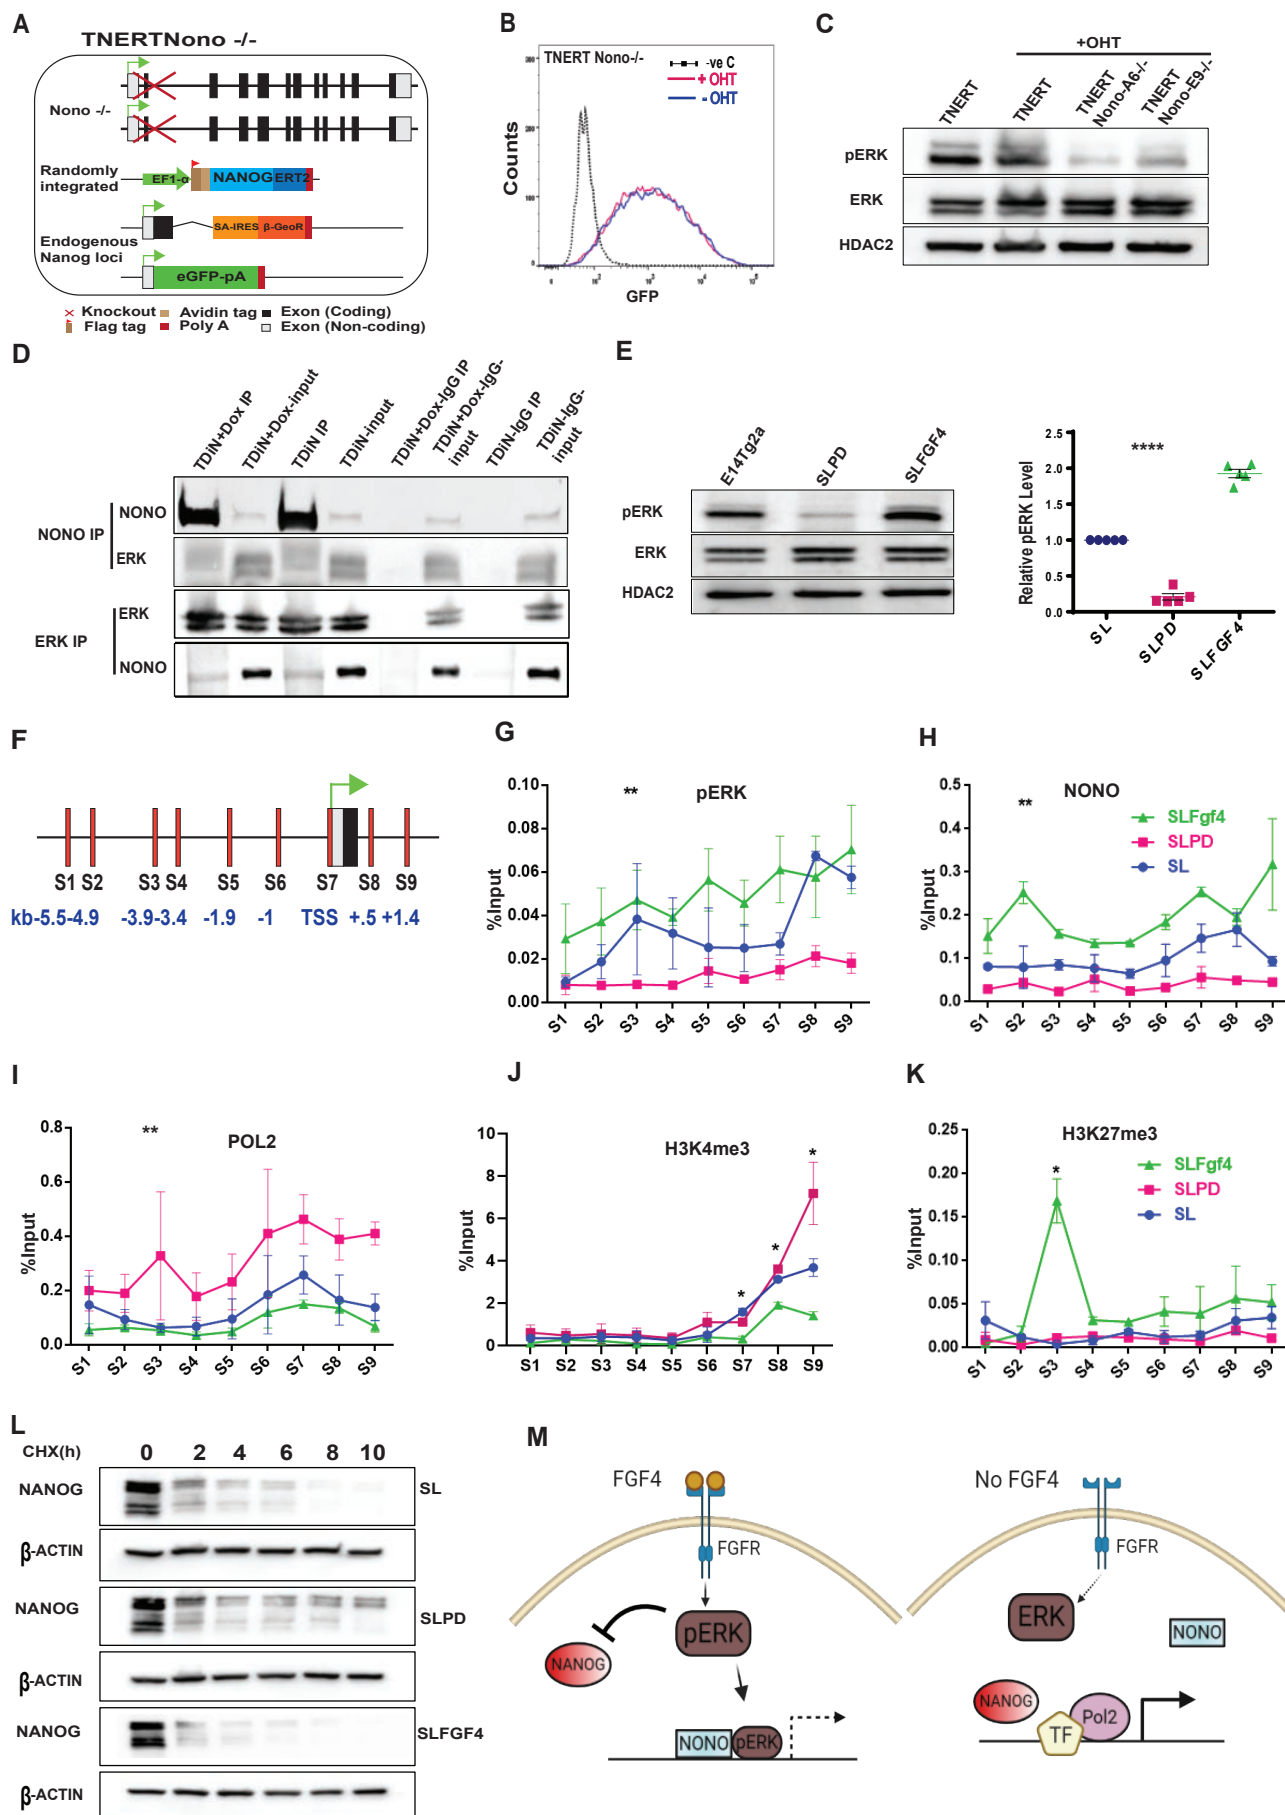 A
TNERTNono -/-
Nono -/-
Randomly
integrated
EF1-α
NANOG
ERT2
Endogenous
Nanog loci
SA-IRES
β-GeoR
eGFP-pA
Knockout
Avidin tag
Exon (Coding)
Flag tag
Poly A
Exon (Non-coding)
B
TNERT Nono-/-
-ve C
+ OHT
- OHT
Counts
300
200
100
0
0
10²
10³
10⁴
10⁵
GFP
C
+OHT
TNERT
TNERT
TNERT
Nono-A6-/-
TNERT
Nono-E9-/-
pERK
ERK
HDAC2
D
TDiN+Dox IP
TDiN+Dox-input
TDiN IP
TDiN-input
TDiN+Dox-IgG IP
TDiN+Dox-IgG-
input
TDiN-IgG IP
TDiN-IgG-
input
NONO IP
NONO
ERK
ERK IP
ERK
NONO
E
E14Tg2a
SLPD
SLFGF4
pERK
ERK
HDAC2
Relative pERK Level
2.5
2.0
1.5
1.0
0.5
0.0
****
SL
SLPD
SLFGF4
F
S1 S2 S3 S4 S5 S6 S7 S8 S9
kb-5.5-4.9 -3.9-3.4 -1.9 -1 TSS +.5 +1.4
G
pERK
**
%Input
0.10
0.08
0.06
0.04
0.02
0.00
S1 S2 S3 S4 S5 S6 S7 S8 S9
H
NONO
**
SLFgf4
SLPD
SL
%Input
0.5
0.4
0.3
0.2
0.1
0.0
S1 S2 S3 S4 S5 S6 S7 S8 S9
I
POL2
**
%Input
0.8
0.6
0.4
0.2
0.0
S1 S2 S3 S4 S5 S6 S7 S8 S9
J
H3K4me3
*
*
*
%Input
10
8
6
4
2
0
S1 S2 S3 S4 S5 S6 S7 S8 S9
K
H3K27me3
*
SLFgf4
SLPD
SL
%Input
0.25
0.20
0.15
0.10
0.05
0.00
S1 S2 S3 S4 S5 S6 S7 S8 S9
L
CHX(h) 0 2 4 6 8 10
NANOG SL
β-ACTIN
NANOG SLPD
β-ACTIN
NANOG SLFGF4
β-ACTIN
M
FGF4
FGFR
pERK
NANOG
NONO
pERK
No FGF4
FGFR
ERK
NONO
NANOG
TF
Pol2